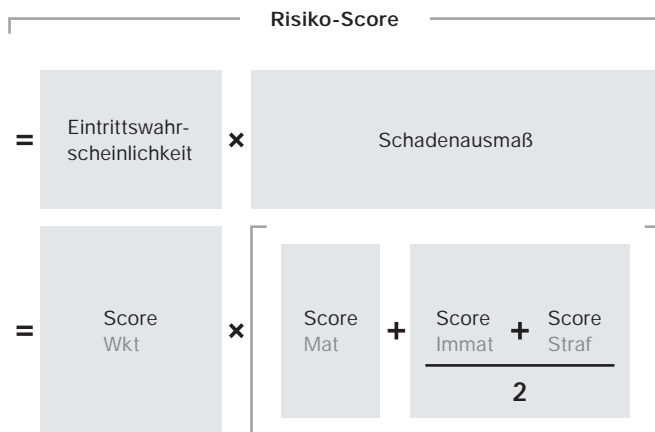 Risiko-Score
= Eintrittswahr-
scheinlichkeit × Schadenausmaß
= Score × Score + Score + Score
Wkt Mat Immat Straf
2